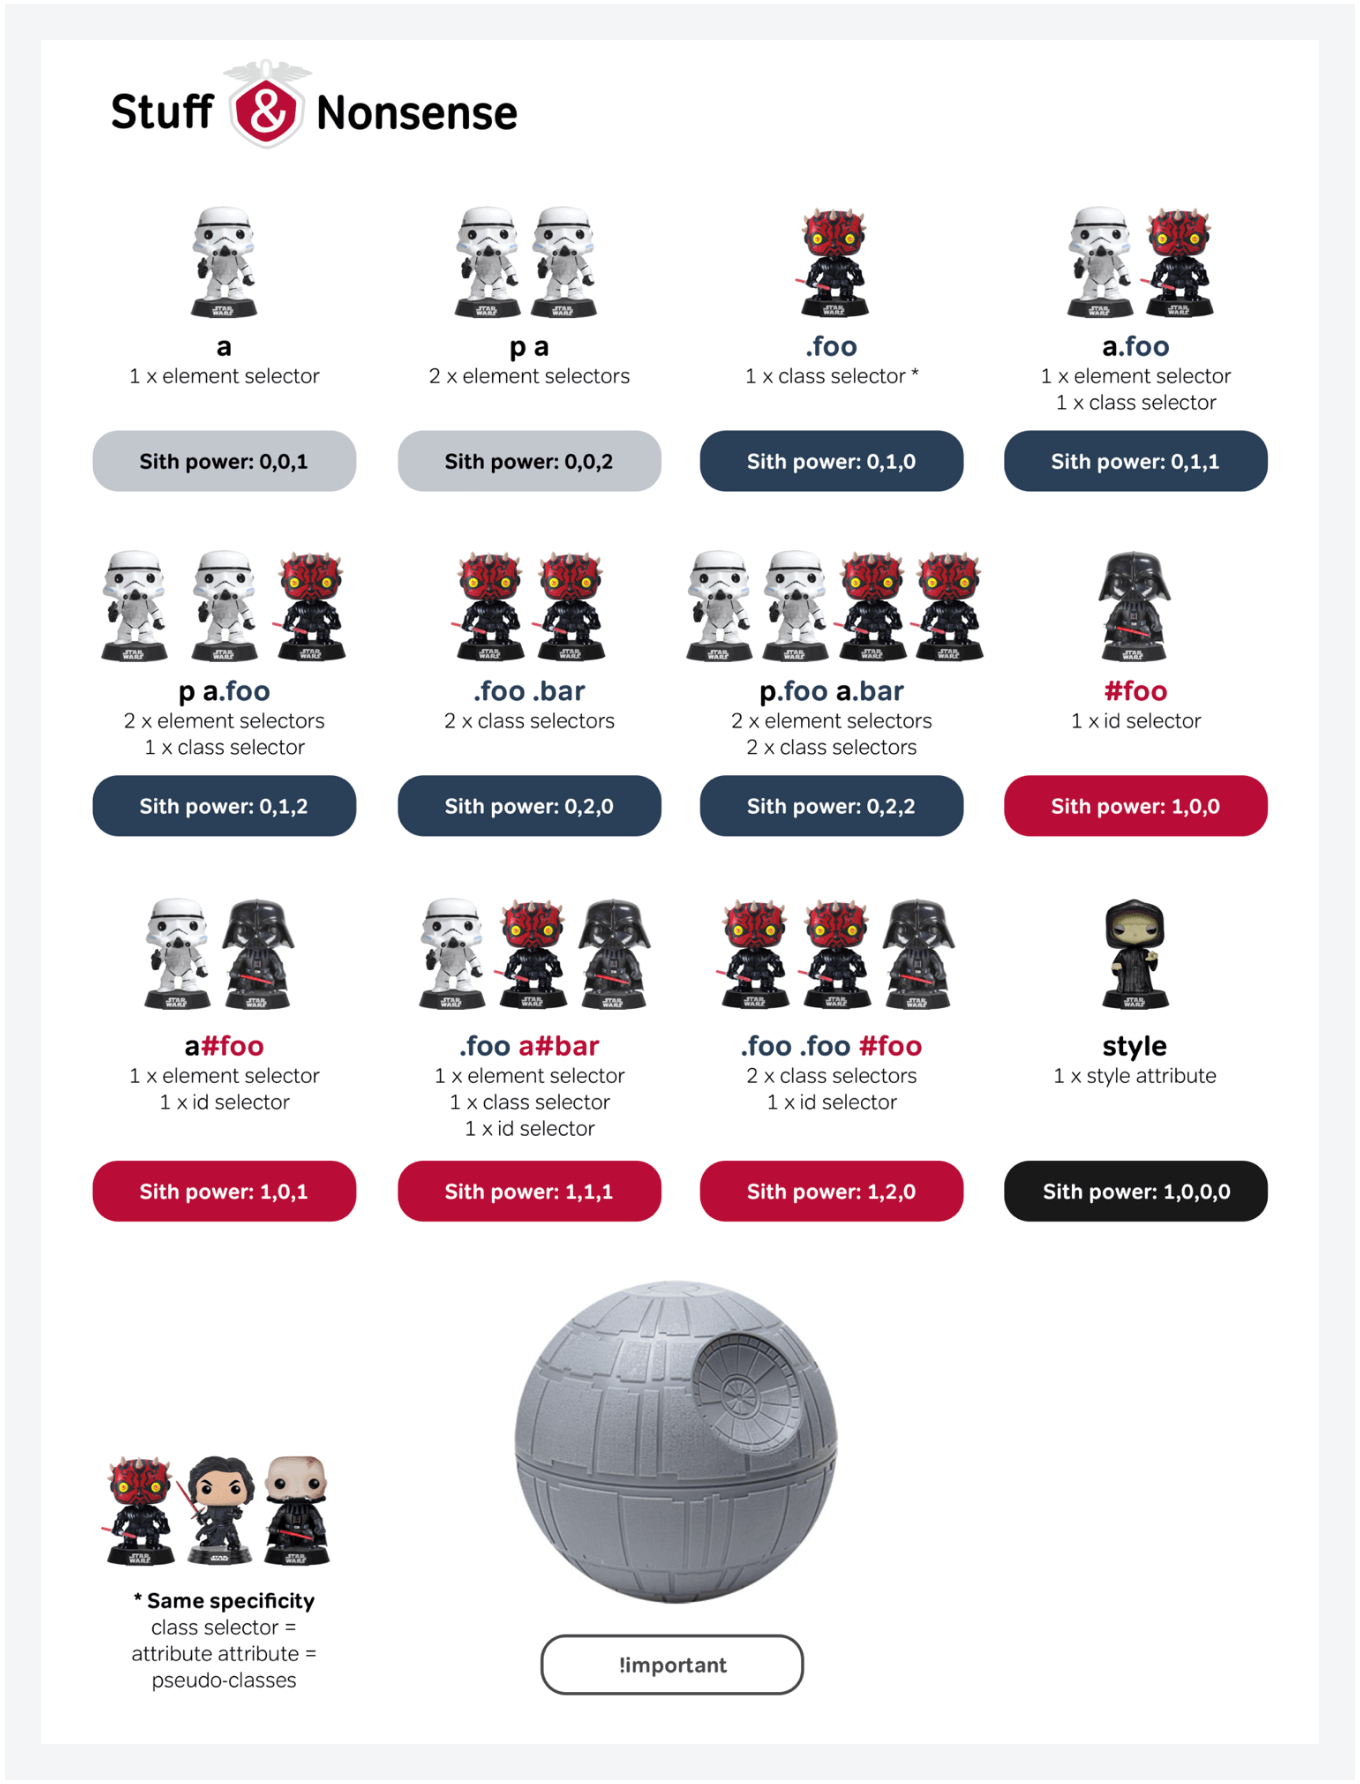 Stuff & Nonsense
a
1 x element selector
Sith power: 0,0,1
p a
2 x element selectors
Sith power: 0,0,2
.foo
1 x class selector *
Sith power: 0,1,0
a.foo
1 x element selector
1 x class selector
Sith power: 0,1,1
p a.foo
2 x element selectors
1 x class selector
Sith power: 0,1,2
.foo .bar
2 x class selectors
Sith power: 0,2,0
p.foo a.bar
2 x element selectors
2 x class selectors
Sith power: 0,2,2
#foo
1 x id selector
Sith power: 1,0,0
a#foo
1 x element selector
1 x id selector
Sith power: 1,0,1
.foo a#bar
1 x element selector
1 x class selector
1 x id selector
Sith power: 1,1,1
.foo .foo #foo
2 x class selectors
1 x id selector
Sith power: 1,2,0
style
1 x style attribute
Sith power: 1,0,0,0
* Same specificity
class selector =
attribute attribute =
pseudo-classes
!important